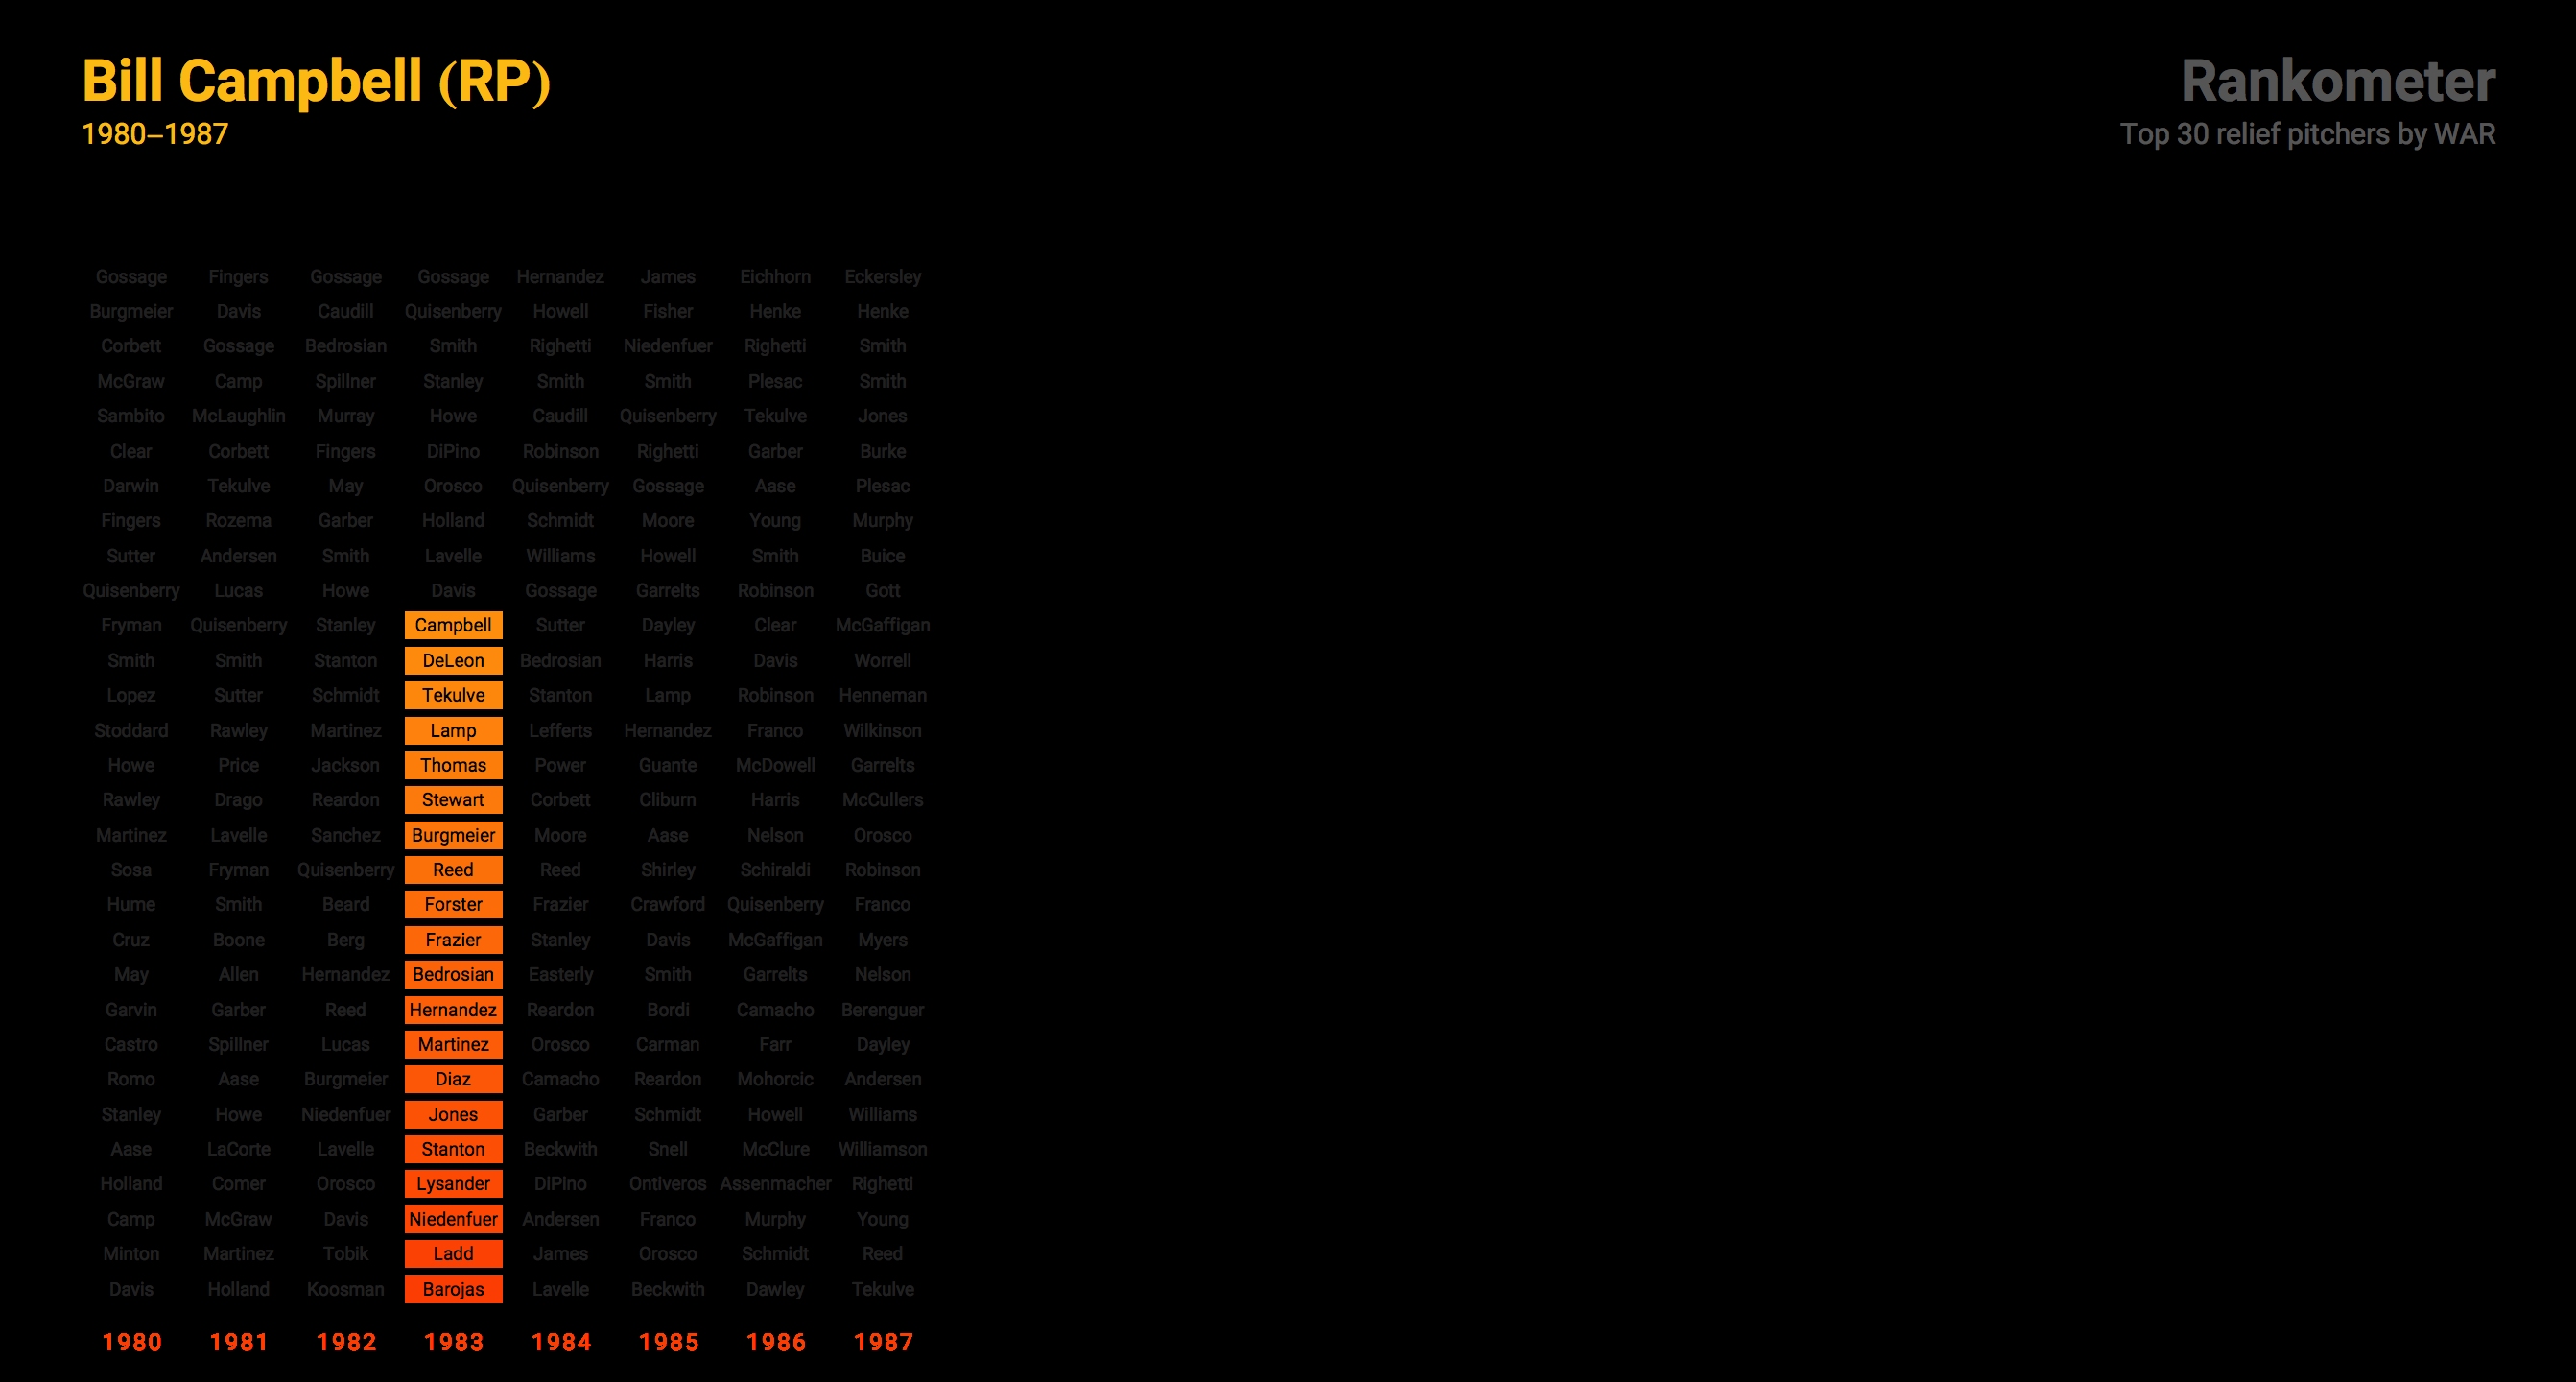 Bill Campbell (RP)
1980–1987
Rankometer
Top 30 relief pitchers by WAR
Gossage Fingers Gossage Gossage Hernandez James Eichhorn Eckersley
Burgmeier Davis Caudill Quisenberry Howell Fisher Henke Henke
Corbett Gossage Bedrosian Smith Righetti Niedenfuer Righetti Smith
McGraw Camp Spillner Stanley Smith Smith Plesac Smith
Sambito McLaughlin Murray Howe Caudill Quisenberry Tekulve Jones
Clear Corbett Fingers DiPino Robinson Righetti Garber Burke
Darwin Tekulve May Orosco Quisenberry Gossage Aase Plesac
Fingers Rozema Garber Holland Schmidt Moore Young Murphy
Sutter Andersen Smith Lavelle Williams Howell Smith Buice
Quisenberry Lucas Howe Davis Gossage Garrelts Robinson Gott
Fryman Quisenberry Stanley Campbell Sutter Dayley Clear McGaffigan
Smith Smith Stanton DeLeon Bedrosian Harris Davis Worrell
Lopez Sutter Schmidt Tekulve Stanton Lamp Robinson Henneman
Stoddard Rawley Martinez Lamp Lefferts Hernandez Franco Wilkinson
Howe Price Jackson Thomas Power Guante McDowell Garrelts
Rawley Drago Reardon Stewart Corbett Cliburn Harris McCullers
Martinez Lavelle Sanchez Burgmeier Moore Aase Nelson Orosco
Sosa Fryman Quisenberry Reed Reed Shirley Schiraldi Robinson
Hume Smith Beard Forster Frazier Crawford Quisenberry Franco
Cruz Boone Berg Frazier Stanley Davis McGaffigan Myers
May Allen Hernandez Bedrosian Easterly Smith Garrelts Nelson
Garvin Garber Reed Hernandez Reardon Bordi Camacho Berenguer
Castro Spillner Lucas Martinez Orosco Carman Farr Dayley
Romo Aase Burgmeier Diaz Camacho Reardon Mohorcic Andersen
Stanley Howe Niedenfuer Jones Garber Schmidt Howell Williams
Aase LaCorte Lavelle Stanton Beckwith Snell McClure Williamson
Holland Comer Orosco Lysander DiPino Ontiveros Assenmacher Righetti
Camp McGraw Davis Niedenfuer Andersen Franco Murphy Young
Minton Martinez Tobik Ladd James Orosco Schmidt Reed
Davis Holland Koosman Barojas Lavelle Beckwith Dawley Tekulve
1980 1981 1982 1983 1984 1985 1986 1987